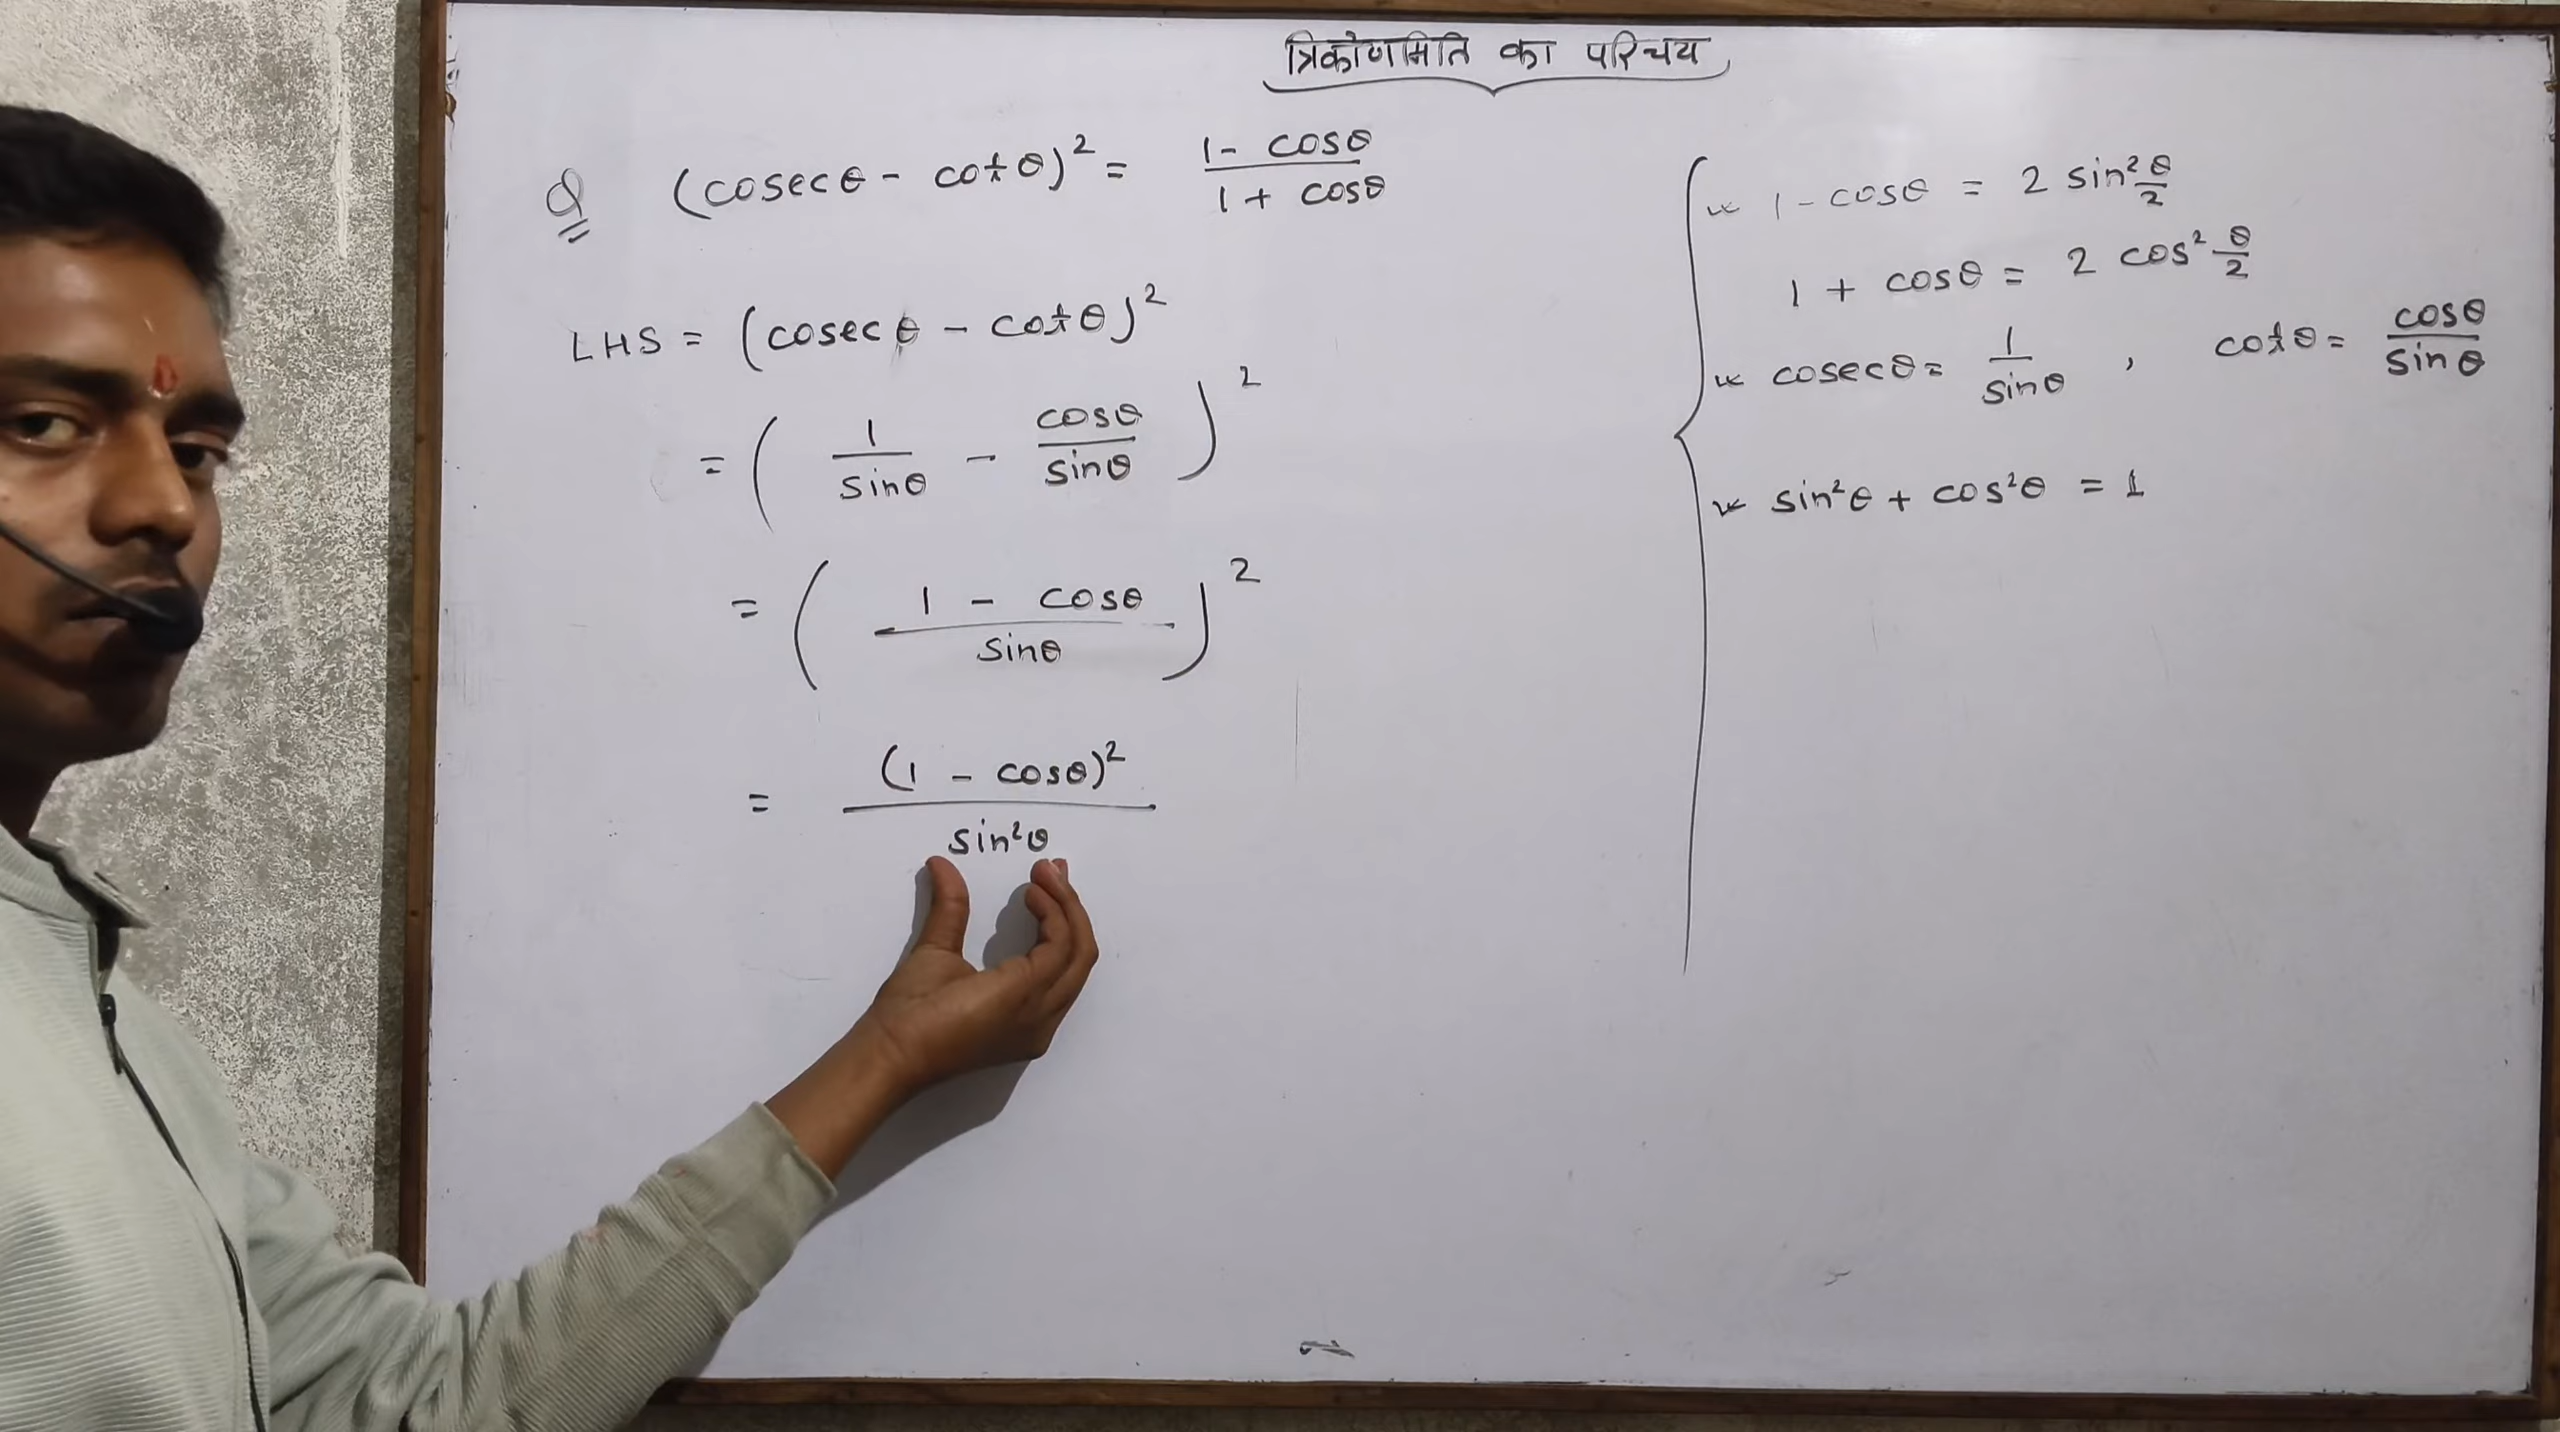 त्रिकोणमिति का परिचय
Q (cosecθ - cotθ)² = (1 - cosθ)/(1 + cosθ)
LHS = (cosecθ - cotθ)²
= (1/sinθ - cosθ/sinθ)²
= ((1 - cosθ)/sinθ)²
= (1 - cosθ)²/sin²θ
1 - cosθ = 2 sin² θ/2
1 + cosθ = 2 cos² θ/2
cosecθ = 1/sinθ , cotθ = cosθ/sinθ
sin²θ + cos²θ = 1